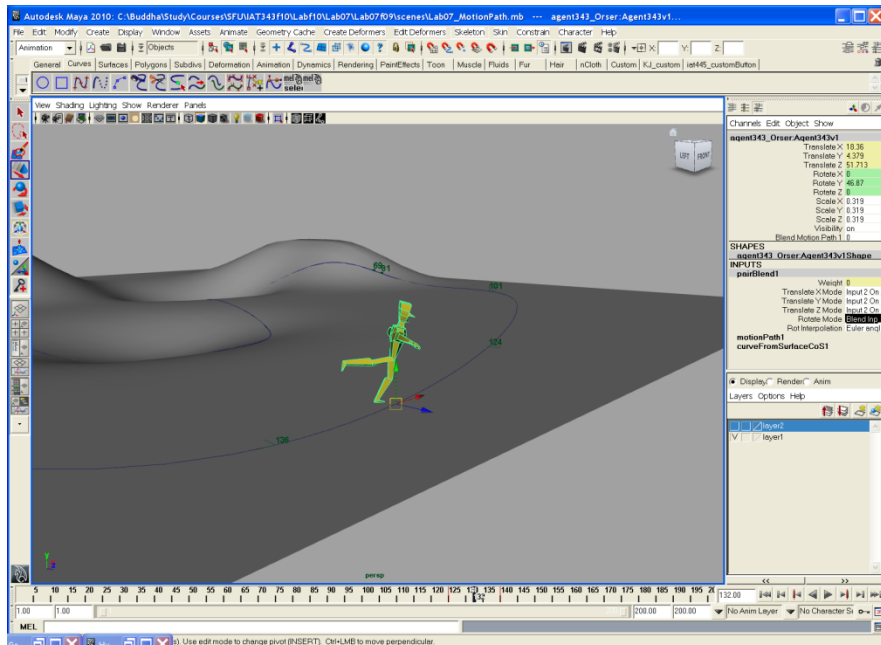 Autodesk Maya 2010: C:\Buddha\Study\Courses\SFU\IAT343f10\Labf10\Lab07\Lab07f09\scenes\Lab07_MotionPath.mb --- agent343_Orser:Agent343v1...
File Edit Modify Create Display Window Assets Animate Geometry Cache Create Deformers Edit Deformers Skeleton Skin Constrain Character Help
Animation Objects X: Y: Z:
General Curves Surfaces Polygons Subdivs Deformation Animation Dynamics Rendering PaintEffects Toon Muscle Fluids Fur Hair nCloth Custom KJ_custom iat445_customButton
View Shading Lighting Show Renderer Panels
LEFT FRONT
101
124
136
persp
Channels Edit Object Show
agent343_Orser:Agent343v1
Translate X 18.36
Translate Y 4.379
Translate Z 51.713
Rotate X 0
Rotate Y 46.87
Rotate Z 0
Scale X 0.319
Scale Y 0.319
Scale Z 0.319
Visibility on
Blend Motion Path 1 0
SHAPES
agent343_Orser:Agent343v1Shape
INPUTS
pairBlend1
Weight 0
Translate X Mode Input 2 On
Translate Y Mode Input 2 On
Translate Z Mode Input 2 On
Rotate Mode Blend Inp
Rot Interpolation Euler angl
motionPath1
curveFromSurfaceCoS1
Display Render Anim
Layers Options Help
layer2
V layer1
5 10 15 20 25 30 35 40 45 50 55 60 65 70 75 80 85 90 95 100 105 110 115 120 125 132 140 145 150 155 160 165 170 175 180 185 190 195 132.00
1.00 1.00 200.00 200.00 No Anim Layer No Character S
MEL
s). Use edit mode to change pivot (INSERT). Ctrl+LMB to move perpendicular.